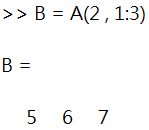 >> B = A(2 , 1:3)
B =
5 6 7